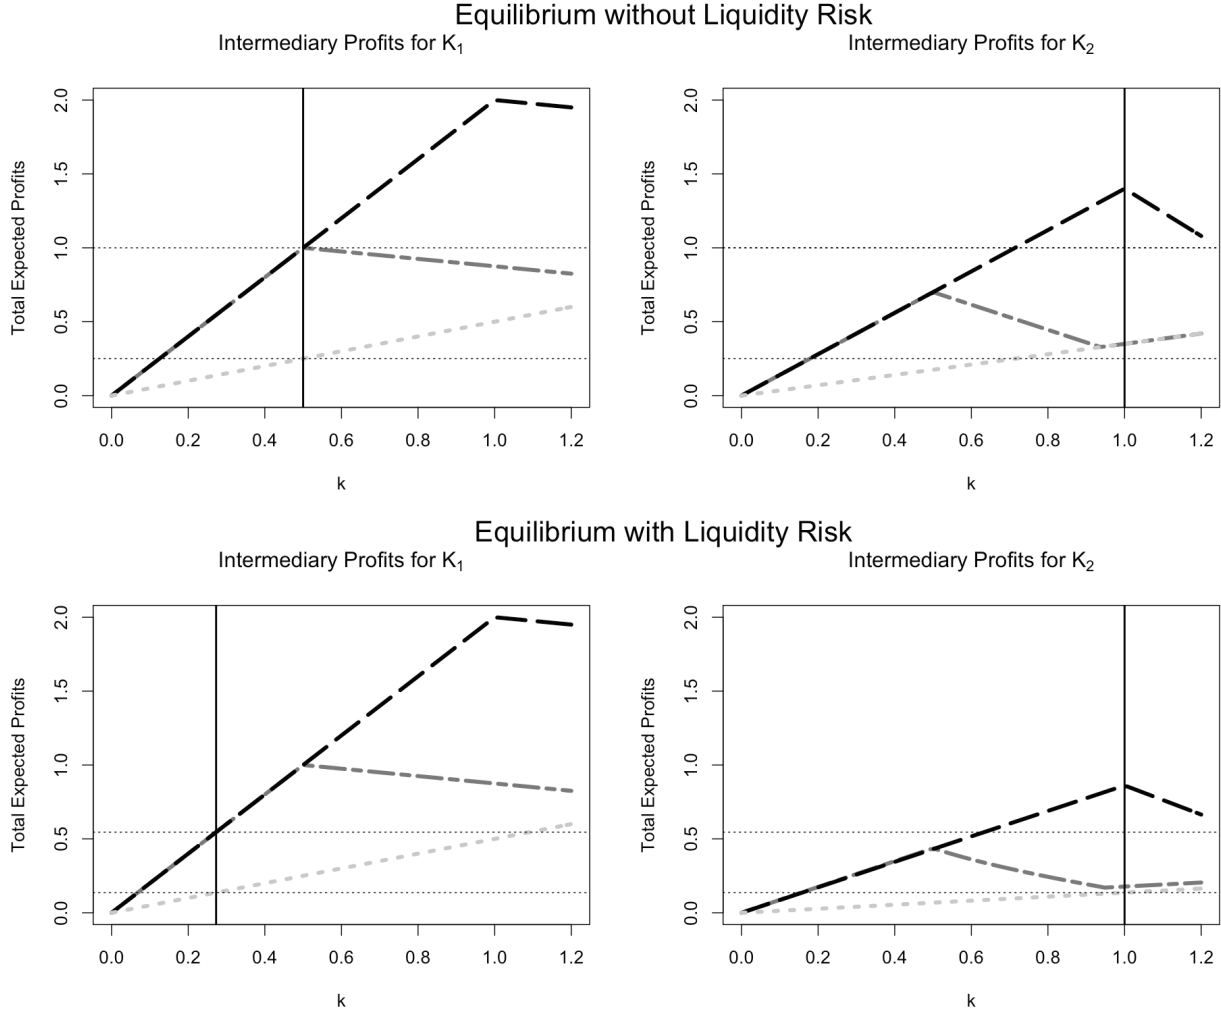 Equilibrium without Liquidity Risk
Intermediary Profits for K1
Intermediary Profits for K2
Total Expected Profits
2.0
1.5
1.0
0.5
0.0
0.0 0.2 0.4 0.6 0.8 1.0 1.2
k
Total Expected Profits
2.0
1.5
1.0
0.5
0.0
0.0 0.2 0.4 0.6 0.8 1.0 1.2
k
Equilibrium with Liquidity Risk
Intermediary Profits for K1
Intermediary Profits for K2
Total Expected Profits
2.0
1.5
1.0
0.5
0.0
0.0 0.2 0.4 0.6 0.8 1.0 1.2
k
Total Expected Profits
2.0
1.5
1.0
0.5
0.0
0.0 0.2 0.4 0.6 0.8 1.0 1.2
k